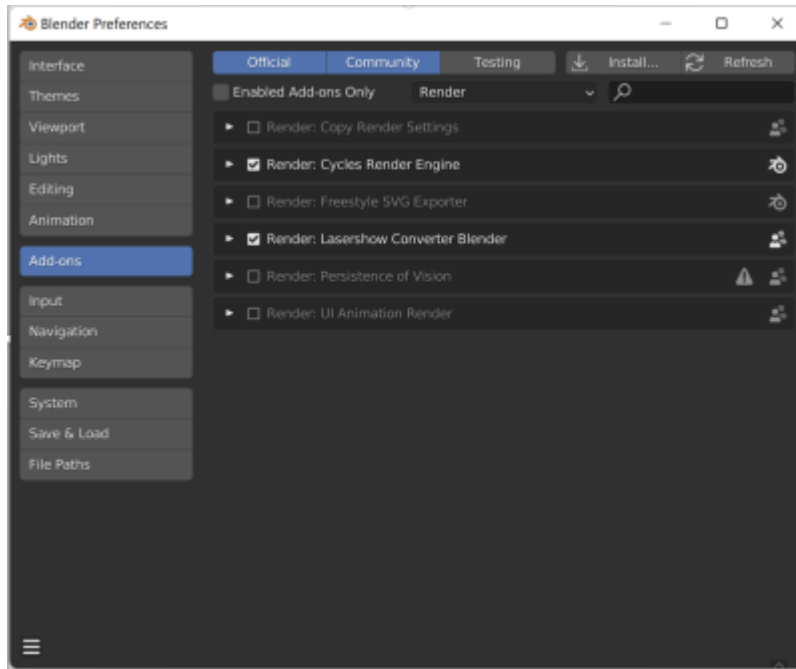 Blender Preferences
Interface
Themes
Viewport
Lights
Editing
Animation
Add-ons
Input
Navigation
Keymap
System
Save & Load
File Paths
Official Community Testing Install... Refresh
Enabled Add-ons Only Render
Render: Copy Render Settings
Render: Cycles Render Engine
Render: Freestyle SVG Exporter
Render: Lasershow Converter Blender
Render: Persistence of Vision
Render: UI Animation Render